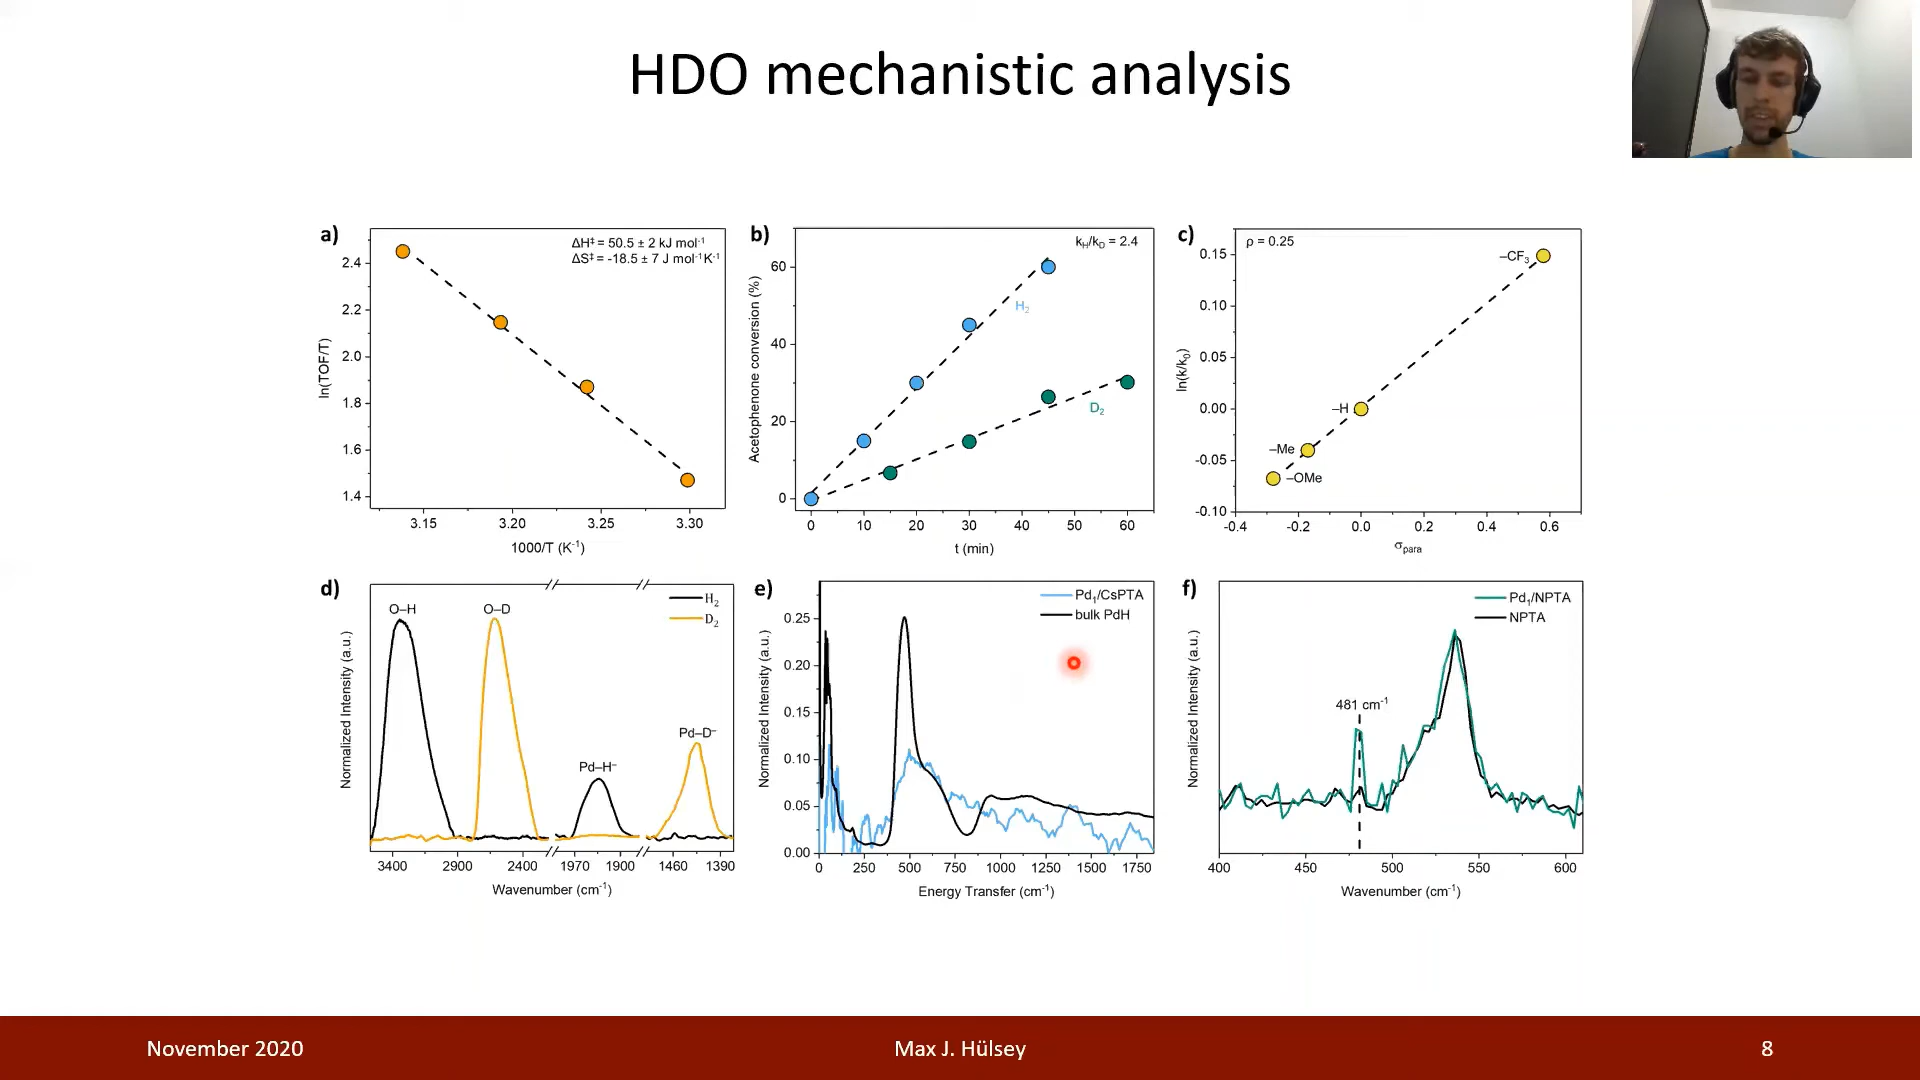 HDO mechanistic analysis
a)
ΔH‡ = 50.5 ± 2 kJ mol-1
ΔS‡ = -18.5 ± 7 J mol-1K-1
ln(TOF/T)
2.4
2.2
2.0
1.8
1.6
1.4
3.15 3.20 3.25 3.30
1000/T (K-1)
b)
kH/kD = 2.4
Acetophenone conversion (%)
60
40
20
0
H2
D2
0 10 20 30 40 50 60
t (min)
c)
ρ = 0.25
ln(k/k0)
0.15
0.10
0.05
0.00
-0.05
-0.10
–CF3
–H
–Me
–OMe
-0.4 -0.2 0.0 0.2 0.4 0.6
σpara
d)
O–H
O–D
H2
D2
Pd–D–
Pd–H–
Normalized Intensity (a.u.)
3400 2900 2400 1970 1900 1460 1390
Wavenumber (cm-1)
e)
Pd1/CsPTA
bulk PdH
Normalized Intensity (a.u.)
0.25
0.20
0.15
0.10
0.05
0.00
0 250 500 750 1000 1250 1500 1750
Energy Transfer (cm-1)
f)
Pd1/NPTA
NPTA
481 cm-1
Normalized Intensity (a.u.)
400 450 500 550 600
Wavenumber (cm-1)
November 2020
Max J. Hülsey
8